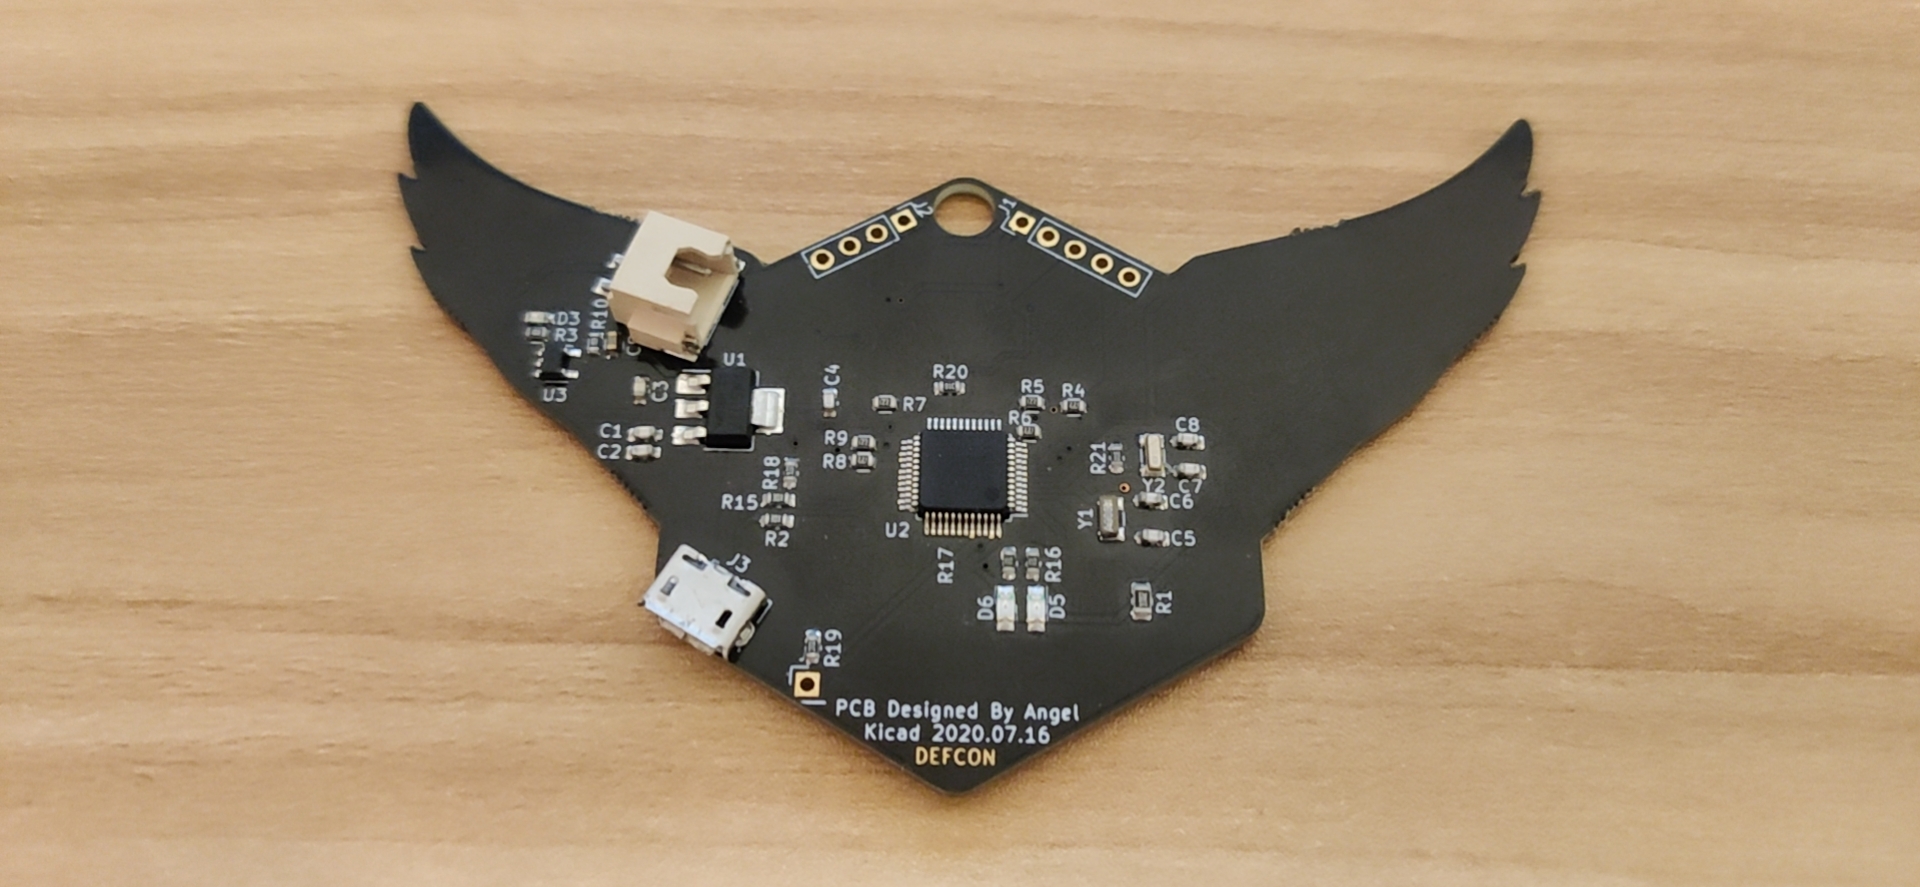 J2
J1
D3
R3
R10
U3
U1
C3
C1
C2
C4
R7
R20
R5
R4
R6
R9
R8
R18
R15
R2
U2
R21
C8
Y2
C7
C6
Y1
C5
R17
R16
D6
D5
R1
J3
R19
PCB Designed By Angel
Kicad 2020.07.16
DEFCON